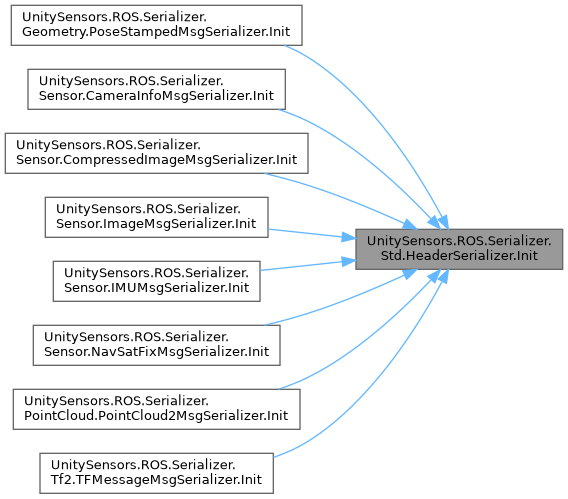 UnitySensors.ROS.Serializer.
Geometry.PoseStampedMsgSerializer.Init
UnitySensors.ROS.Serializer.
Sensor.CameraInfoMsgSerializer.Init
UnitySensors.ROS.Serializer.
Sensor.CompressedImageMsgSerializer.Init
UnitySensors.ROS.Serializer.
Sensor.ImageMsgSerializer.Init
UnitySensors.ROS.Serializer.
Std.HeaderSerializer.Init
UnitySensors.ROS.Serializer.
Sensor.IMUMsgSerializer.Init
UnitySensors.ROS.Serializer.
Sensor.NavSatFixMsgSerializer.Init
UnitySensors.ROS.Serializer.
PointCloud.PointCloud2MsgSerializer.Init
UnitySensors.ROS.Serializer.
Tf2.TFMessageMsgSerializer.Init